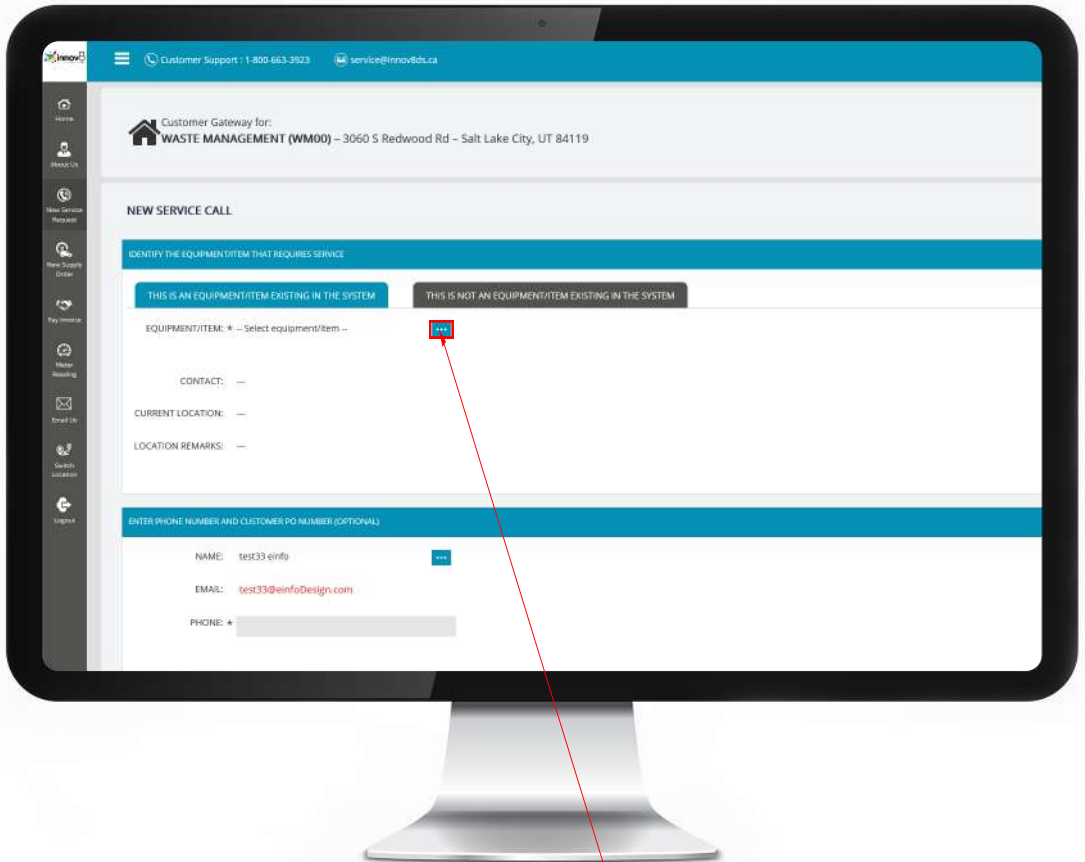 innov8
Customer Support : 1-800-663-3923
service@innov8ds.ca
Home
About Us
New Service
Request
New Supply
Order
Pay Invoice
Meter
Reading
Email Us
Switch
Location
Logout
Customer Gateway for:
WASTE MANAGEMENT (WM00) – 3060 S Redwood Rd – Salt Lake City, UT 84119
NEW SERVICE CALL
IDENTIFY THE EQUIPMENT/ITEM THAT REQUIRES SERVICE
THIS IS AN EQUIPMENT/ITEM EXISTING IN THE SYSTEM
THIS IS NOT AN EQUIPMENT/ITEM EXISTING IN THE SYSTEM
EQUIPMENT/ITEM: * -- Select equipment/item --
CONTACT: ---
CURRENT LOCATION: ---
LOCATION REMARKS: ---
ENTER PHONE NUMBER AND CUSTOMER PO NUMBER (OPTIONAL)
NAME: test33 einfo
EMAIL: test33@einfoDesign.com
PHONE: *